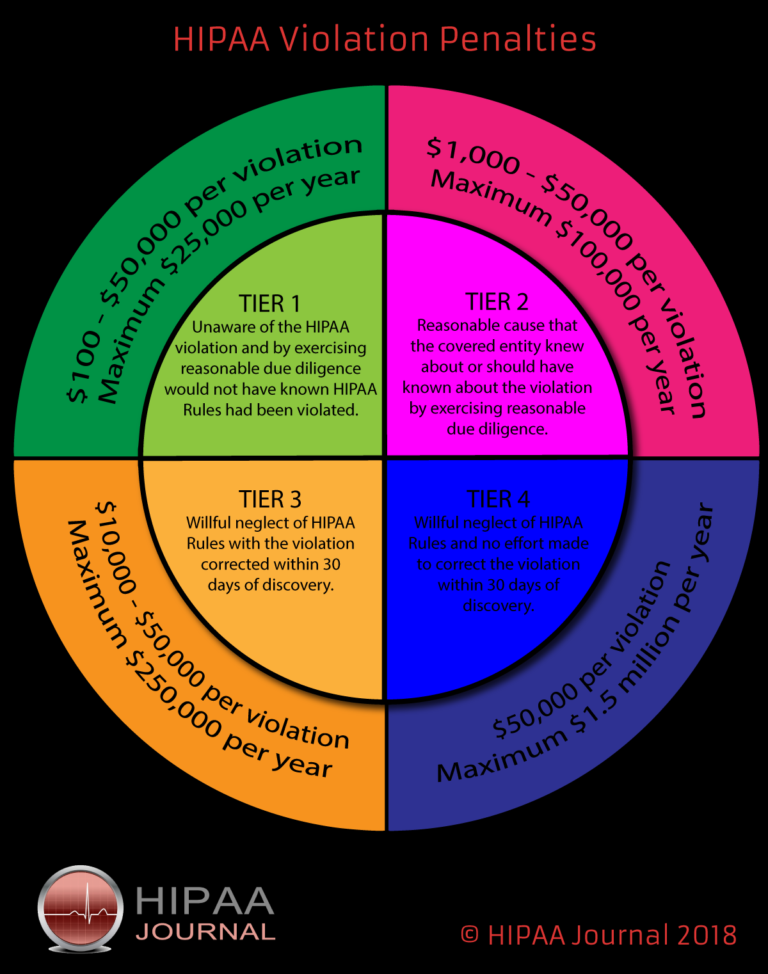 HIPAA Violation Penalties
$100 - $50,000 per violation
Maximum $25,000 per year
$1,000 - $50,000 per violation
Maximum $100,000 per year
TIER 1
Unaware of the HIPAA
violation and by exercising
reasonable due diligence
would not have known HIPAA
Rules had been violated.
TIER 2
Reasonable cause that
the covered entity knew
about or should have
known about the violation
by exercising reasonable
due diligence.
TIER 3
Willful neglect of HIPAA
Rules with the violation
corrected within 30
days of discovery.
TIER 4
Willful neglect of HIPAA
Rules and no effort made
to correct the violation
within 30 days of
discovery.
$10,000 - $50,000 per violation
Maximum $250,000 per year
$50,000 per violation
Maximum $1.5 million per year
HIPAA
JOURNAL
© HIPAA Journal 2018